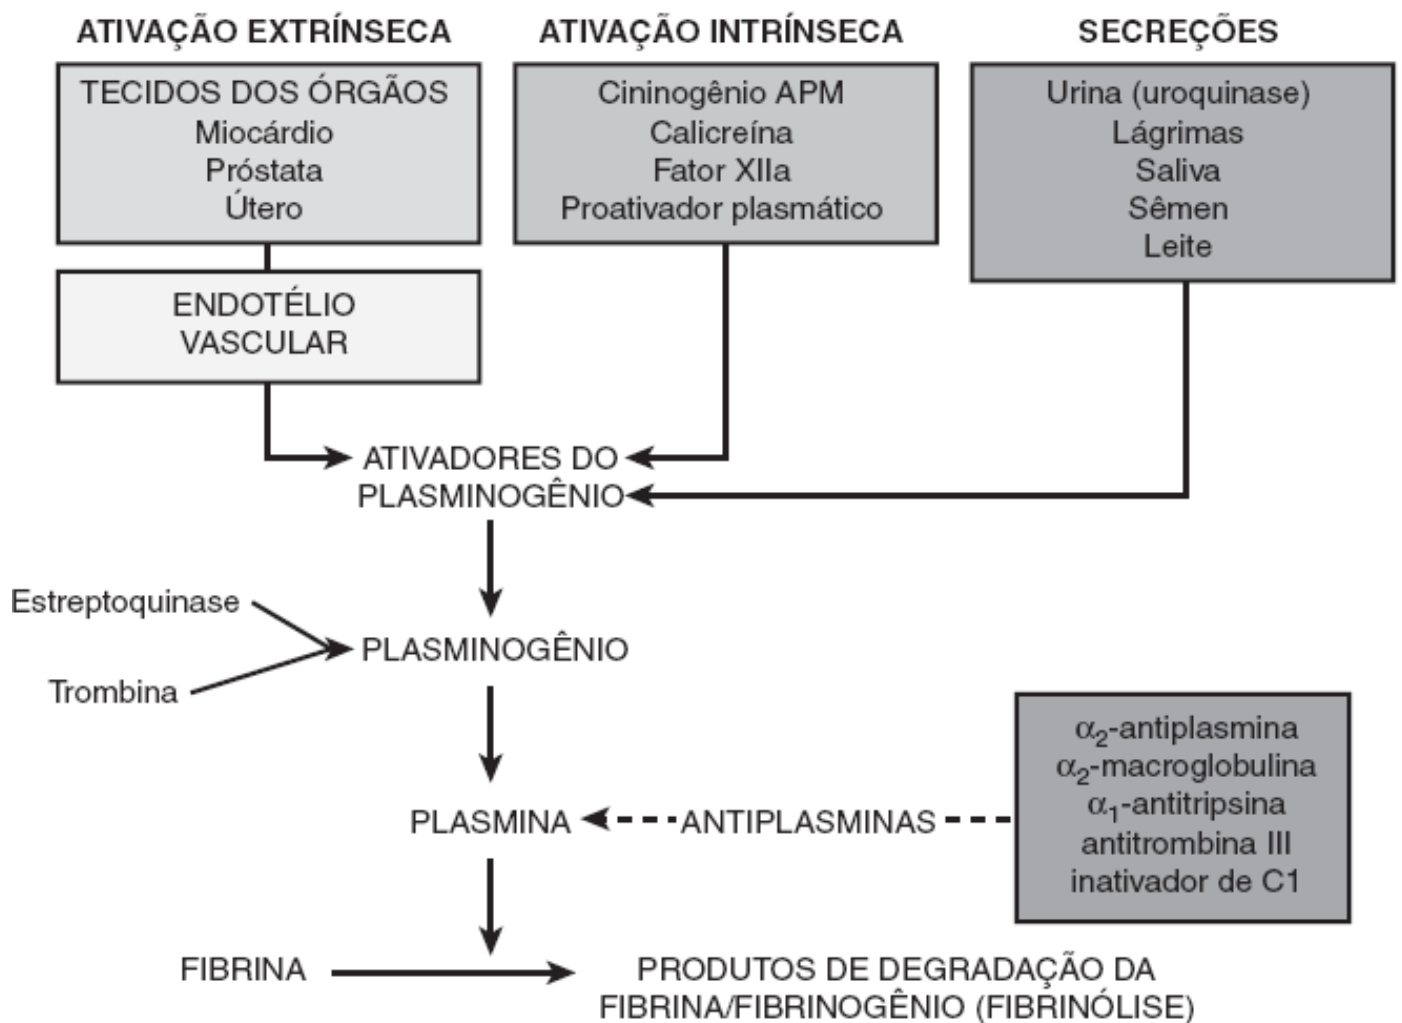 ATIVAÇÃO EXTRÍNSECA
TECIDOS DOS ÓRGÃOS
Miocárdio
Próstata
Útero
ENDOTÉLIO
VASCULAR
ATIVAÇÃO INTRÍNSECA
Cininogênio APM
Calicreína
Fator XIIa
Proativador plasmático
SECREÇÕES
Urina (uroquinase)
Lágrimas
Saliva
Sêmen
Leite
ATIVADORES DO
PLASMINOGÊNIO
Estreptoquinase
Trombina
PLASMINOGÊNIO
PLASMINA
ANTIPLASMINAS
α₂-antiplasmina
α₂-macroglobulina
α₁-antitripsina
antitrombina III
inativador de C1
FIBRINA
PRODUTOS DE DEGRADAÇÃO DA
FIBRINA/FIBRINOGÊNIO (FIBRINÓLISE)